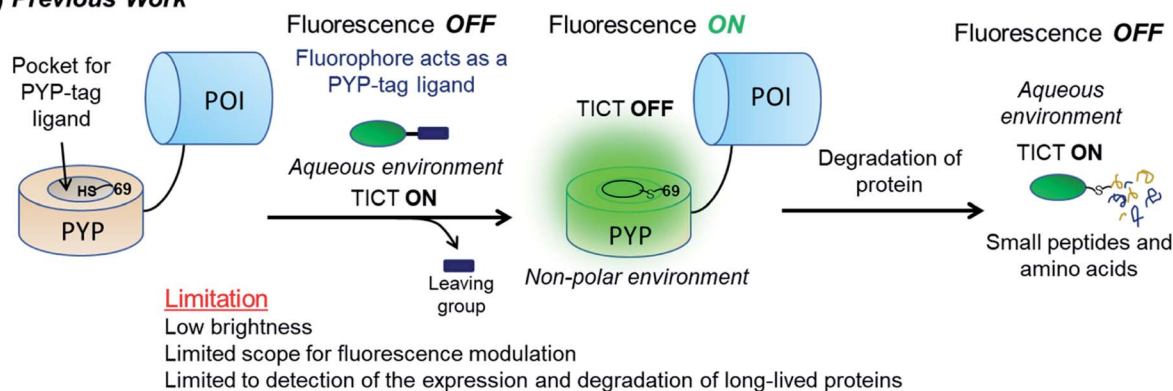 Previous Work
Fluorescence OFF
Fluorescence ON
Fluorescence OFF
Pocket for
PYP-tag
ligand
POI
HS
69
PYP
Fluorophore acts as a
PYP-tag ligand
Aqueous environment
TICT ON
Leaving
group
TICT OFF
POI
S
69
PYP
Non-polar environment
Degradation of
protein
Aqueous
environment
TICT ON
S
Small peptides and
amino acids
Limitation
Low brightness
Limited scope for fluorescence modulation
Limited to detection of the expression and degradation of long-lived proteins